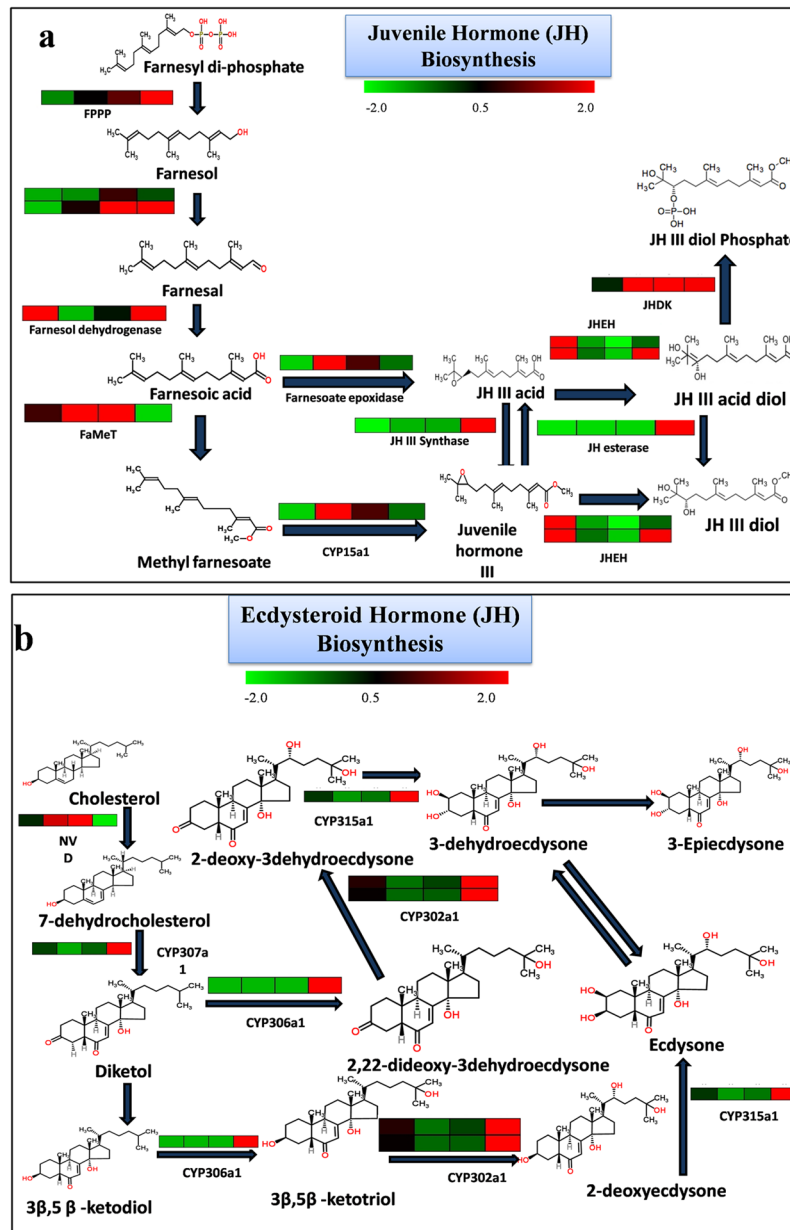 a
Juvenile Hormone (JH)
Biosynthesis
-2.0 0.5 2.0
Farnesyl di-phosphate
FPPP
Farnesol
Farnesal
Farnesol dehydrogenase
Farnesoic acid
FaMeT
Methyl farnesoate
Farnesoate epoxidase
CYP15a1
JH III acid
JH III Synthase
Juvenile
hormone
III
JHEH
JH esterase
JHEH
JHDK
JH III diol Phosphate
JH III acid diol
JH III diol
b
Ecdysteroid Hormone (JH)
Biosynthesis
-2.0 0.5 2.0
Cholesterol
NV
D
7-dehydrocholesterol
CYP307a
1
Diketol
CYP306a1
3β,5 β -ketodiol
CYP306a1
3β,5β -ketotriol
CYP302a1
2-deoxyecdysone
CYP315a1
Ecdysone
2,22-dideoxy-3dehydroecdysone
CYP302a1
2-deoxy-3dehydroecdysone
CYP315a1
3-dehydroecdysone
3-Epiecdysone